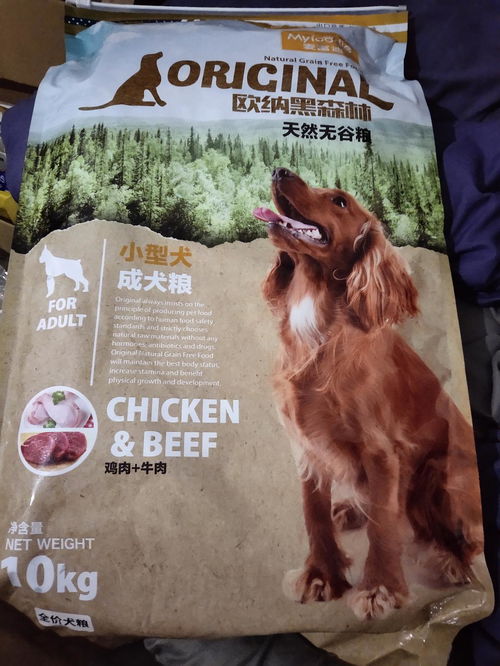 Natural Grain Free Food
ORIGINAL
欧纳黑森林
天然无谷粮
小型犬
成犬粮
FOR
ADULT
Original always insists on the
principle of producing pet food
according to human food safety
standards and strictly chooses
natural raw materials without any
hormones, antibiotics and drugs.
Original Natural Grain Free Food
will maintain the best body status,
increase stamina and benefit
physical growth and development.
CHICKEN
& BEEF
鸡肉+牛肉
净含量
NET WEIGHT
10kg
全价犬粮